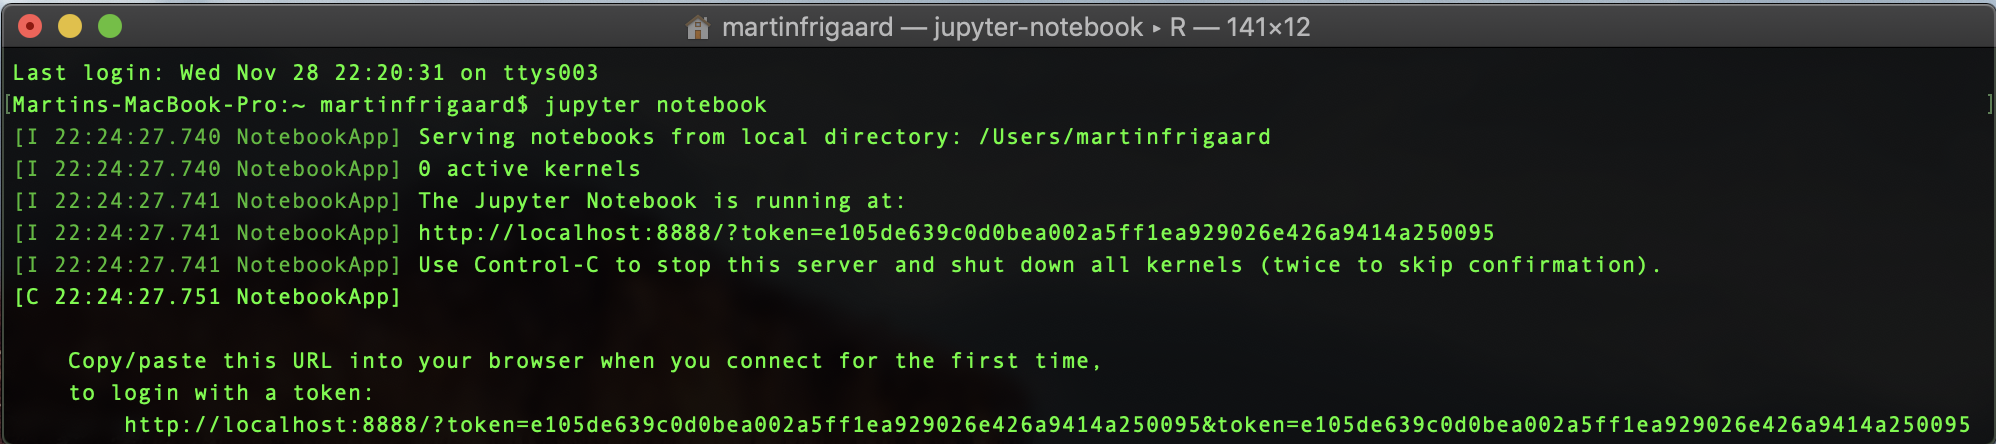 martinfrigaard — jupyter-notebook ▸ R — 141×12
Last login: Wed Nov 28 22:20:31 on ttys003
[Martins-MacBook-Pro:~ martinfrigaard$ jupyter notebook ]
[I 22:24:27.740 NotebookApp] Serving notebooks from local directory: /Users/martinfrigaard
[I 22:24:27.740 NotebookApp] 0 active kernels
[I 22:24:27.741 NotebookApp] The Jupyter Notebook is running at:
[I 22:24:27.741 NotebookApp] http://localhost:8888/?token=e105de639c0d0bea002a5ff1ea929026e426a9414a250095
[I 22:24:27.741 NotebookApp] Use Control-C to stop this server and shut down all kernels (twice to skip confirmation).
[C 22:24:27.751 NotebookApp]
Copy/paste this URL into your browser when you connect for the first time,
to login with a token:
http://localhost:8888/?token=e105de639c0d0bea002a5ff1ea929026e426a9414a250095&token=e105de639c0d0bea002a5ff1ea929026e426a9414a250095